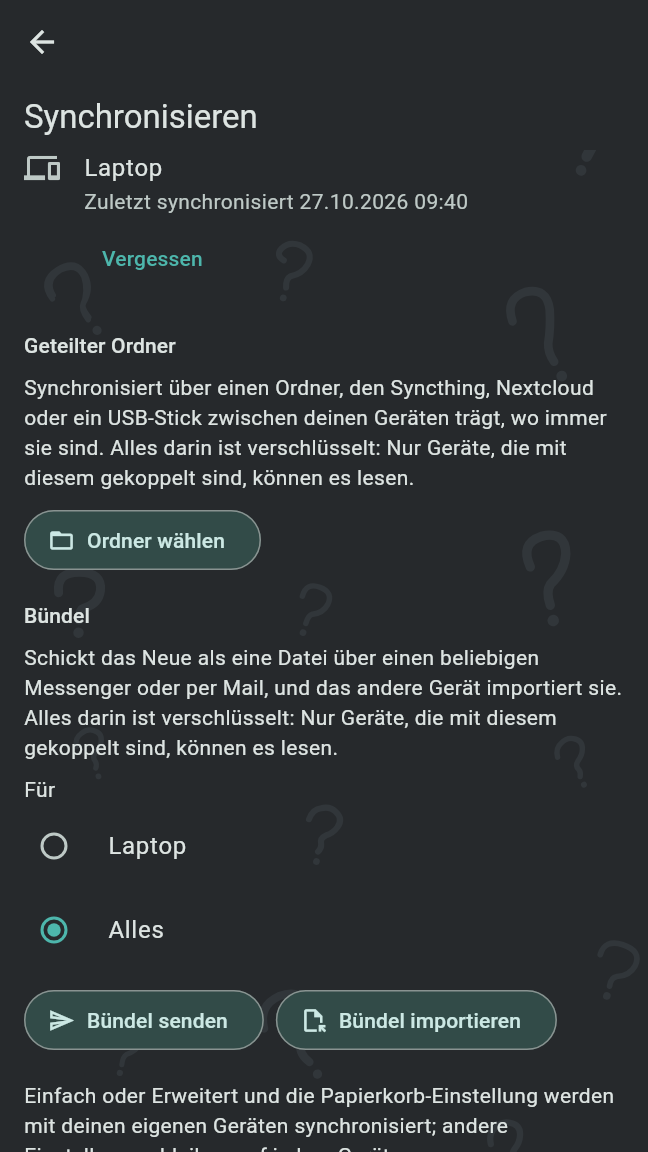 Synchronisieren
Laptop
Zuletzt synchronisiert 27.10.2026 09:40
Vergessen
Geteilter Ordner
Synchronisiert über einen Ordner, den Syncthing, Nextcloud
oder ein USB-Stick zwischen deinen Geräten trägt, wo immer
sie sind. Alles darin ist verschlüsselt: Nur Geräte, die mit
diesem gekoppelt sind, können es lesen.
Ordner wählen
Bündel
Schickt das Neue als eine Datei über einen beliebigen
Messenger oder per Mail, und das andere Gerät importiert sie.
Alles darin ist verschlüsselt: Nur Geräte, die mit diesem
gekoppelt sind, können es lesen.
Für
Laptop
Alles
Bündel senden
Bündel importieren
Einfach oder Erweitert und die Papierkorb-Einstellung werden
mit deinen eigenen Geräten synchronisiert; andere